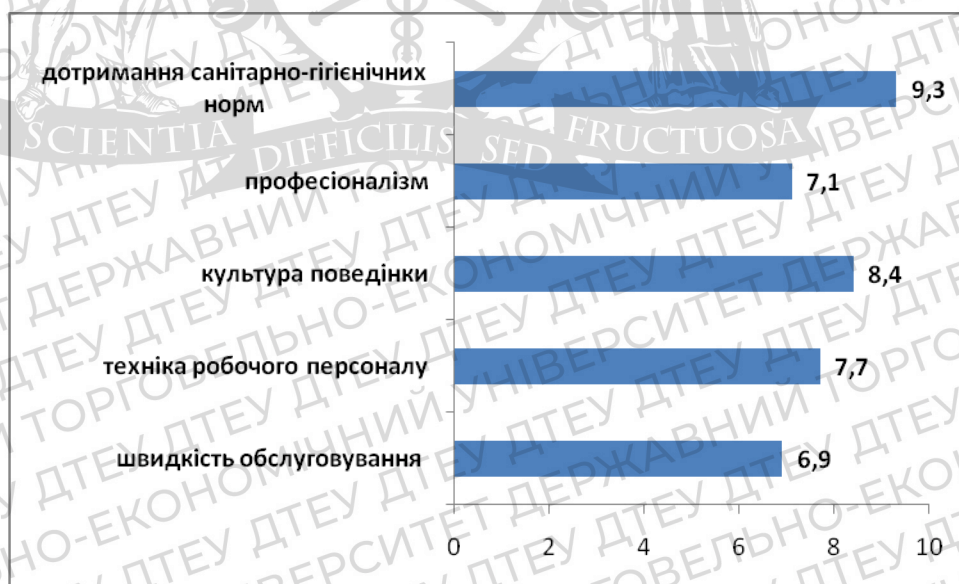 дотримання санітарно-гігієнічних
норм
9,3
SCIENTIA DIFFICILIS SED FRUCTUOSA
професіоналізм
7,1
культура поведінки
8,4
техніка робочого персоналу
7,7
швидкість обслуговування
6,9
0 2 4 6 8 10